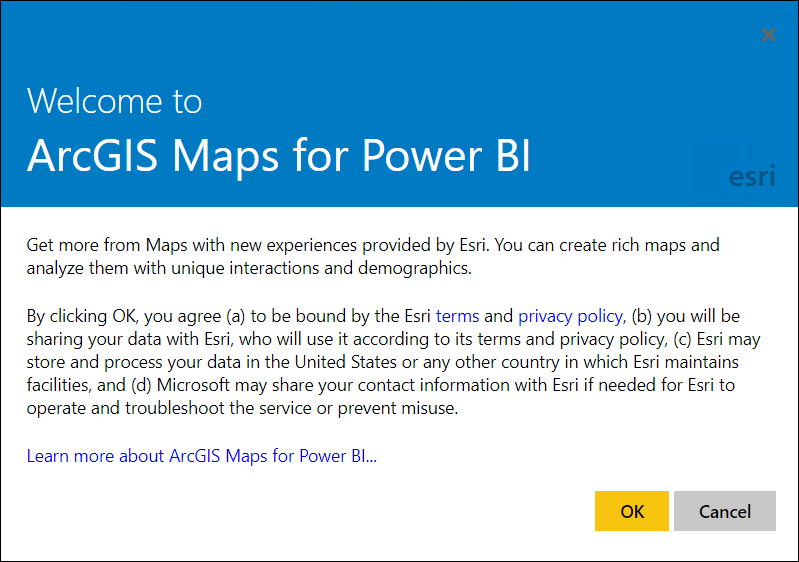 Welcome to
ArcGIS Maps for Power BI
esri
Get more from Maps with new experiences provided by Esri. You can create rich maps and
analyze them with unique interactions and demographics.
By clicking OK, you agree (a) to be bound by the Esri terms and privacy policy, (b) you will be
sharing your data with Esri, who will use it according to its terms and privacy policy, (c) Esri may
store and process your data in the United States or any other country in which Esri maintains
facilities, and (d) Microsoft may share your contact information with Esri if needed for Esri to
operate and troubleshoot the service or prevent misuse.
Learn more about ArcGIS Maps for Power BI...
OK Cancel